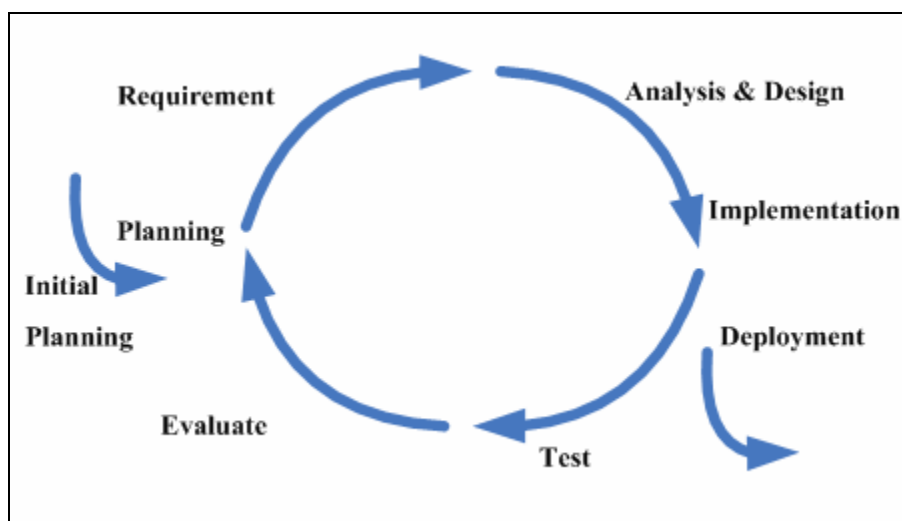 Requirement
Analysis & Design
Implementation
Planning
Initial
Planning
Deployment
Evaluate
Test